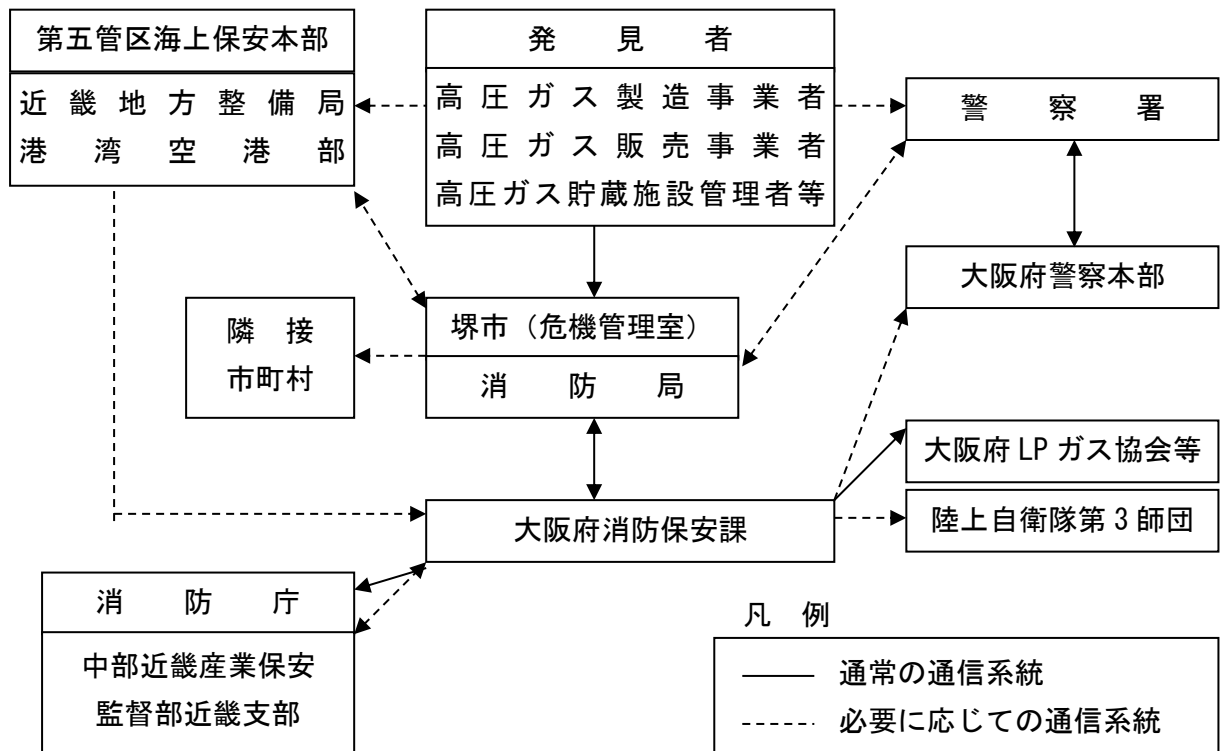 第五管区海上保安本部
近畿地方整備局
港湾空港部
発見者
高圧ガス製造事業者
高圧ガス販売事業者
高圧ガス貯蔵施設管理者等
警察署
大阪府警察本部
隣接
市町村
堺市（危機管理室）
消防局
大阪府LPガス協会等
陸上自衛隊第3師団
大阪府消防保安課
消防庁
中部近畿産業保安
監督部近畿支部
凡例
通常の通信系統
必要に応じての通信系統